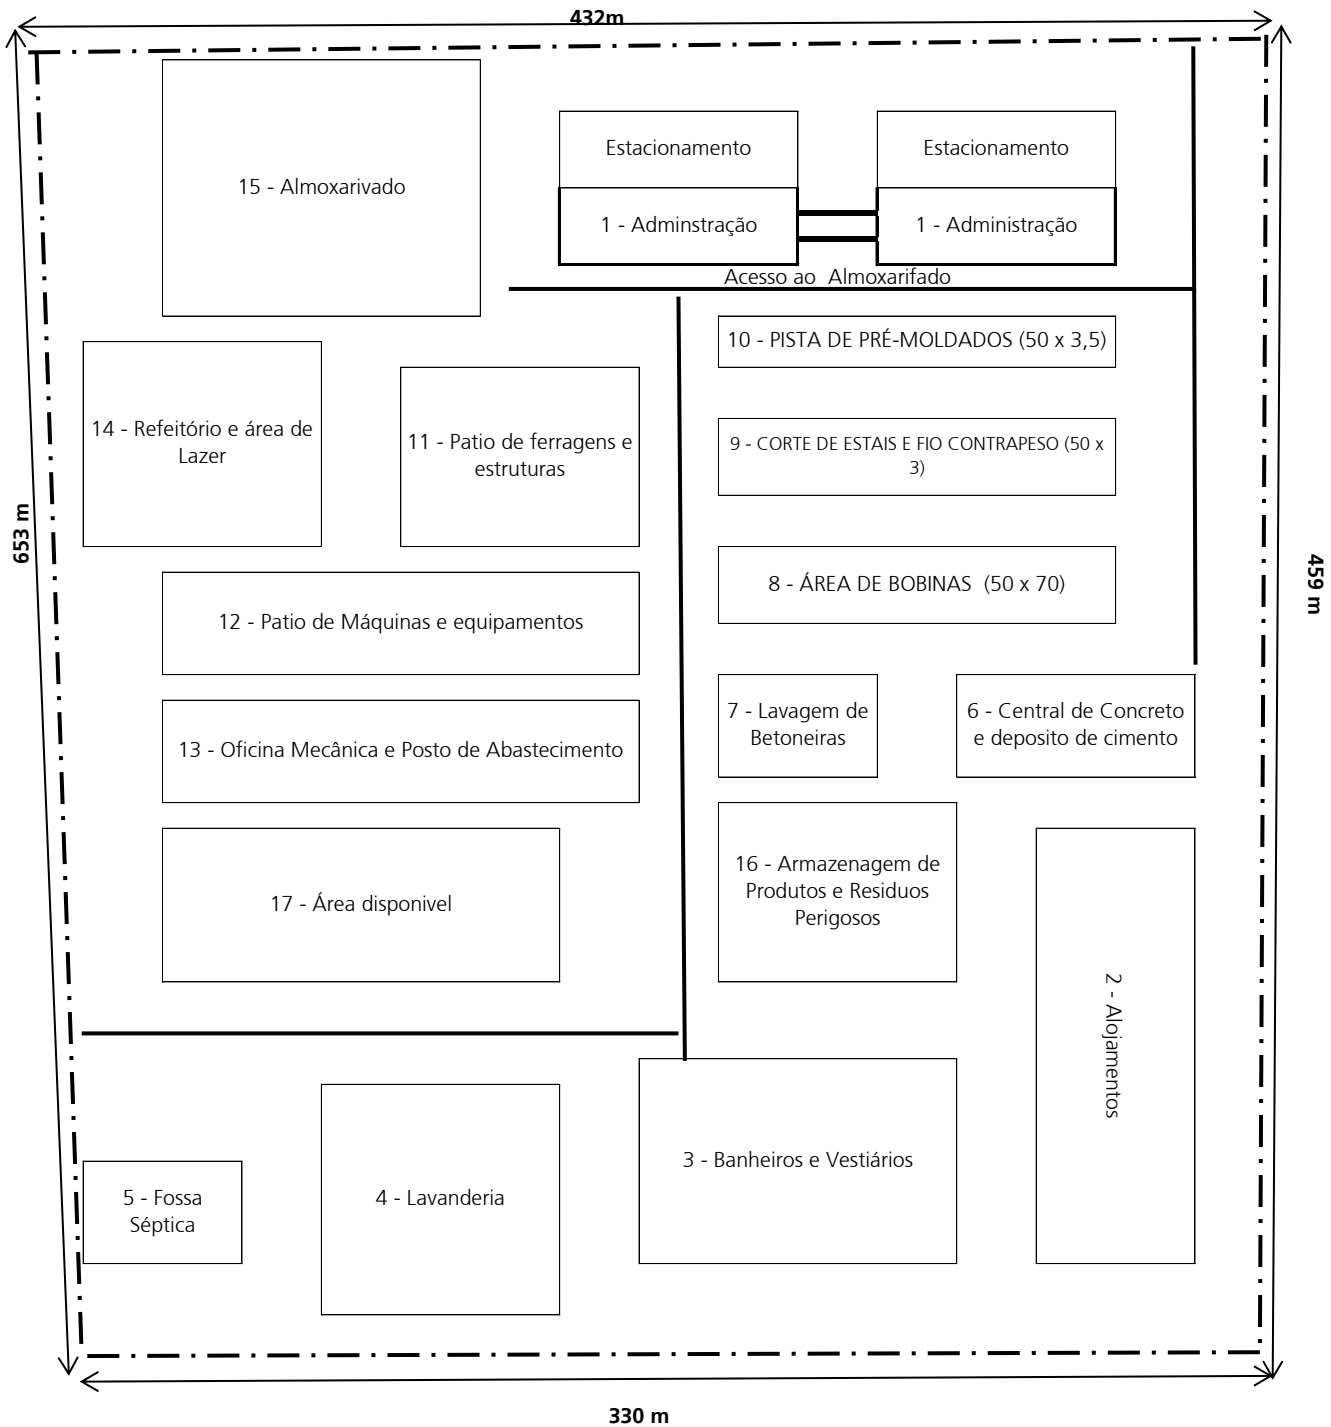 432m
Estacionamento
Estacionamento
15 - Almoxarivado
1 - Adminstração
1 - Administração
Acesso ao  Almoxarifado
10 - PISTA DE PRÉ-MOLDADOS (50 x 3,5)
14 - Refeitório e área de
Lazer
11 - Patio de ferragens e
estruturas
9 - CORTE DE ESTAIS E FIO CONTRAPESO (50 x
3)
653 m
459 m
8 - ÁREA DE BOBINAS  (50 x 70)
12 - Patio de Máquinas e equipamentos
7 - Lavagem de
Betoneiras
6 - Central de Concreto
e deposito de cimento
13 - Oficina Mecânica e Posto de Abastecimento
16 - Armazenagem de
Produtos e Residuos
Perigosos
17 - Área disponivel
2 - Alojamentos
3 - Banheiros e Vestiários
5 - Fossa
Séptica
4 - Lavanderia
330 m